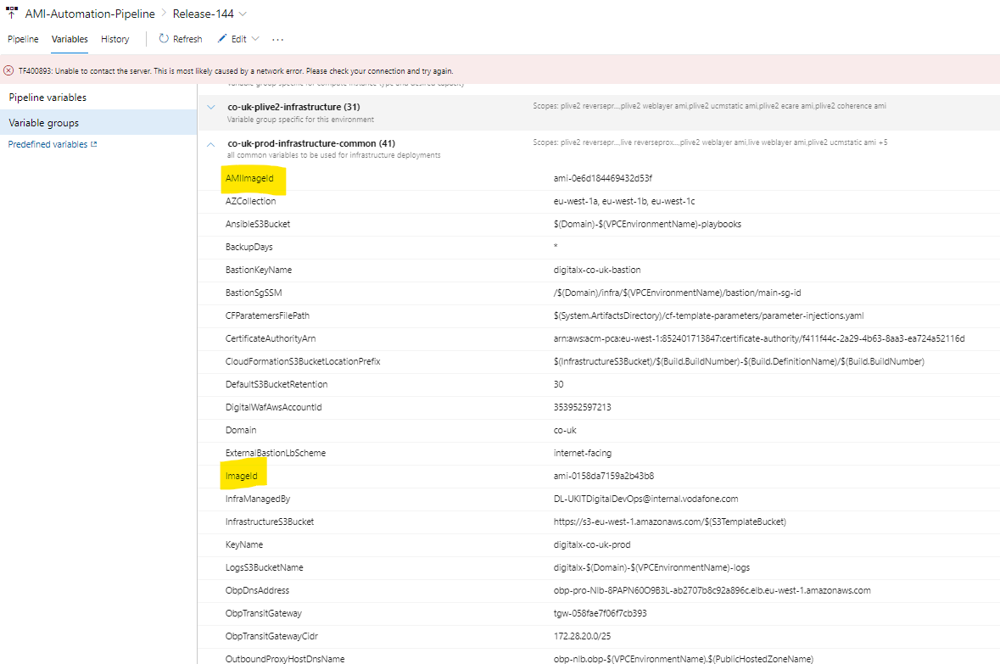 AMI-Automation-Pipeline > Release-144
Pipeline Variables History Refresh Edit ...
TF400893: Unable to contact the server. This is most likely caused by a network error. Please check your connection and try again.
Variable group specific for compute instance type and desired capacity
Pipeline variables
Variable groups
Predefined variables
co-uk-plive2-infrastructure (31) Scopes: plive2 reversepr...,plive2 weblayer ami,plive2 ucmstatic ami,plive2 ecare ami,plive2 coherence ami
Variable group specific for this environment
co-uk-prod-infrastructure-common (41) Scopes: plive2 reversepr...,live reverseprox...,plive2 weblayer ami,live weblayer ami,plive2 ucmstatic ami +5
all common variables to be used for infrastructure deployments
AMIImageId ami-0e6d184469432d53f
AZCollection eu-west-1a, eu-west-1b, eu-west-1c
AnsibleS3Bucket $(Domain)-$(VPCEnvironmentName)-playbooks
BackupDays *
BastionKeyName digitalx-co-uk-bastion
BastionSgSSM /$(Domain)/infra/$(VPCEnvironmentName)/bastion/main-sg-id
CFParatemersFilePath $(System.ArtifactsDirectory)/cf-template-parameters/parameter-injections.yaml
CertificateAuthorityArn arn:aws:acm-pca:eu-west-1:852401713847:certificate-authority/f411f44c-2a29-4b63-8aa3-ea724a52116d
CloudFormationS3BucketLocationPrefix $(InfrastructureS3Bucket)/$(Build.BuildNumber)-$(Build.DefinitionName)/$(Build.BuildNumber)
DefaultS3BucketRetention 30
DigitalWafAwsAccountId 353952597213
Domain co-uk
ExternalBastionLbScheme internet-facing
ImageId ami-0158da7159a2b43b8
InfraManagedBy DL-UKITDigitalDevOps@internal.vodafone.com
InfrastructureS3Bucket https://s3-eu-west-1.amazonaws.com/$(S3TemplateBucket)
KeyName digitalx-co-uk-prod
LogsS3BucketName digitalx-$(Domain)-$(VPCEnvironmentName)-logs
ObpDnsAddress obp-pro-Nlb-8PAPN60O9B3L-ab2707b8c92a896c.elb.eu-west-1.amazonaws.com
ObpTransitGateway tgw-058fae7f06f7cb393
ObpTransitGatewayCidr 172.28.20.0/25
OutboundProxyHostDnsName obp-nlb.obp-$(VPCEnvironmentName).$(PublicHostedZoneName)